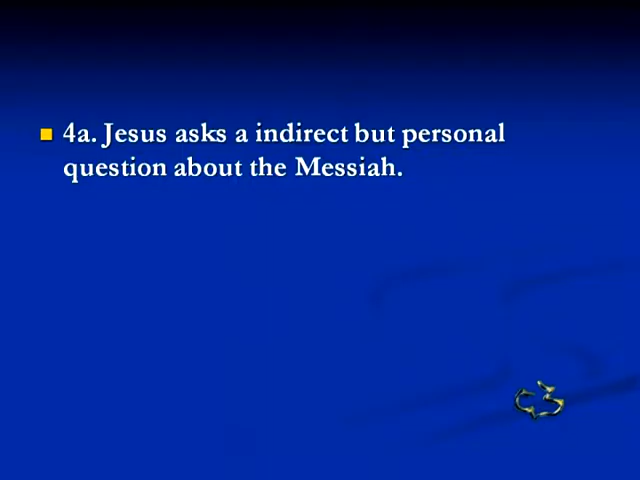 4a. Jesus asks a indirect but personal
question about the Messiah.